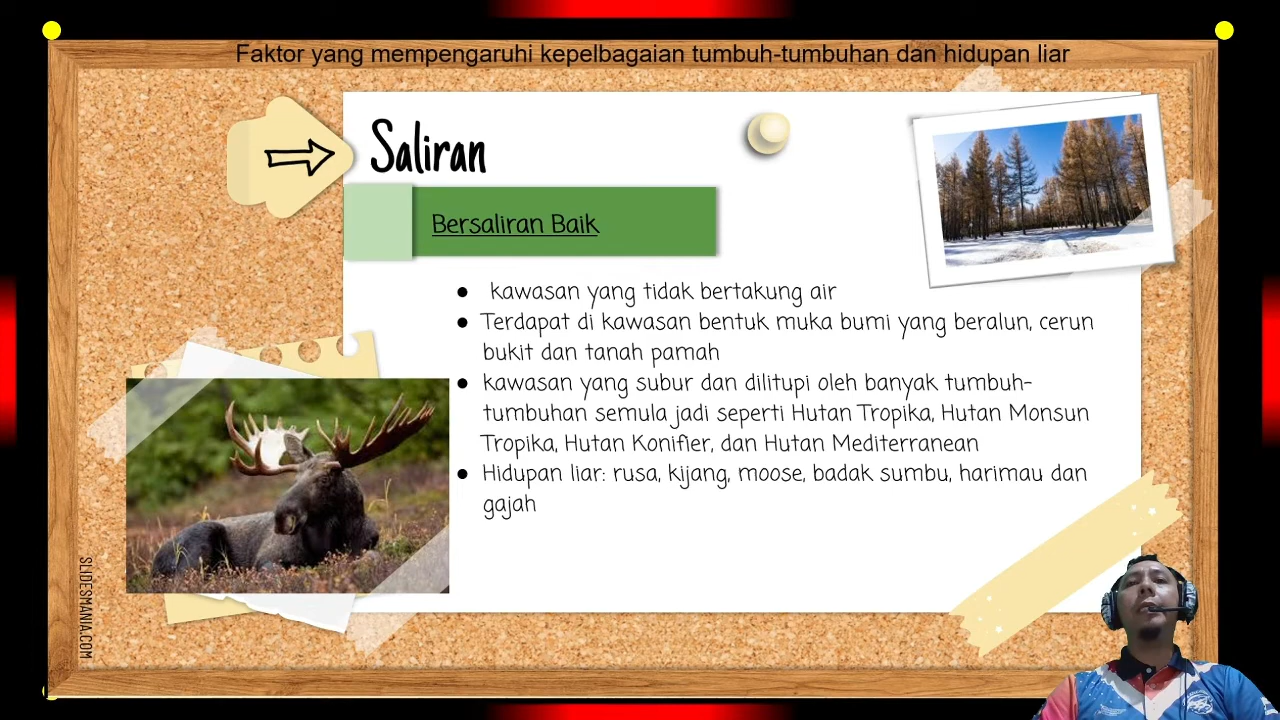 Faktor yang mempengaruhi kepelbagaian tumbuh-tumbuhan dan hidupan liar
Saliran
Bersaliran Baik
● kawasan yang tidak bertakung air
● Terdapat di kawasan bentuk muka bumi yang beralun, cerun
bukit dan tanah pamah
● kawasan yang subur dan dilitupi oleh banyak tumbuh-
tumbuhan semula jadi seperti Hutan Tropika, Hutan Monsun
Tropika, Hutan Konifier, dan Hutan Mediterranean
● Hidupan liar: rusa, kijang, moose, badak sumbu, harimau dan
gajah
SLIDESMANIA.COM